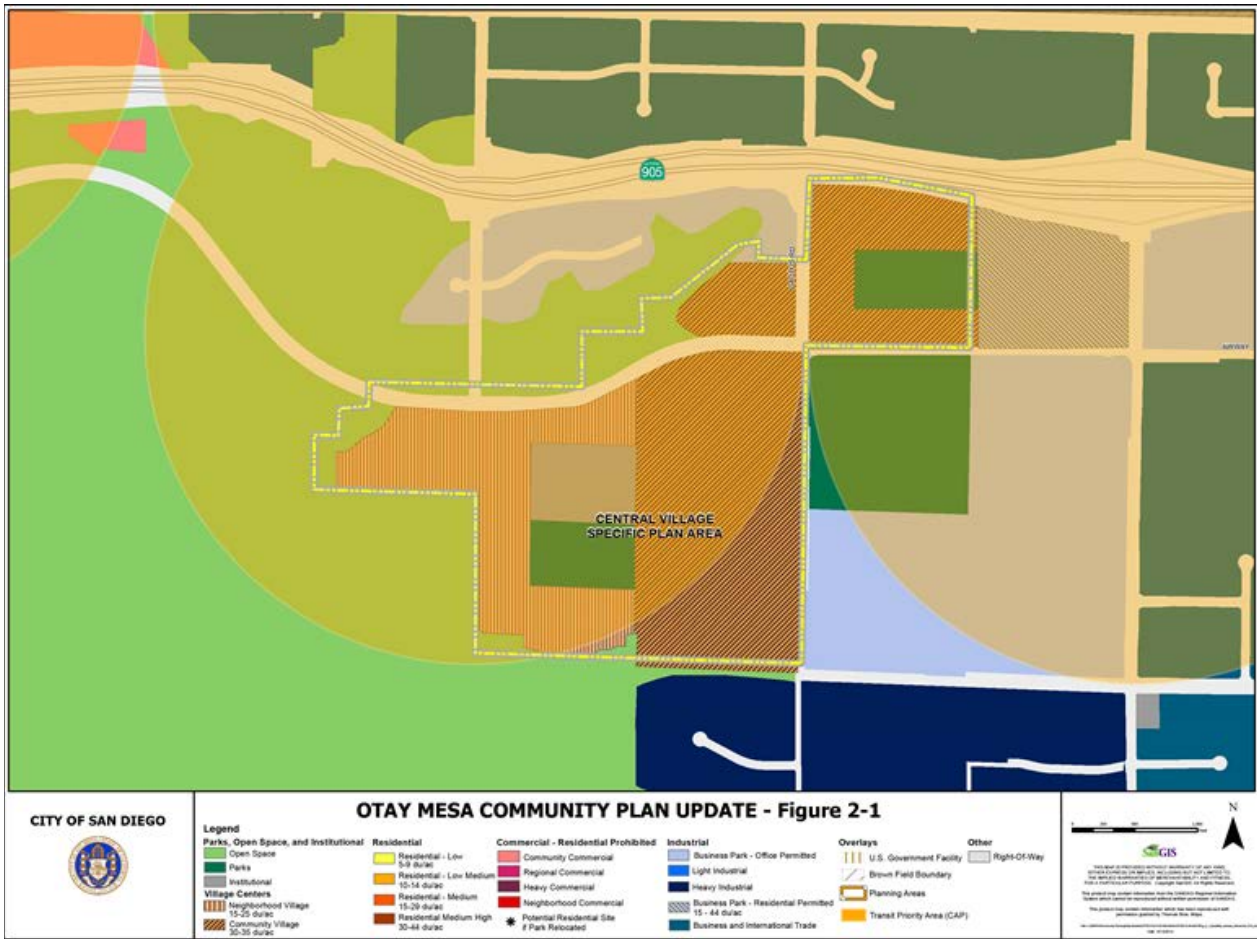 905
AIRWAY
CENTRAL VILLAGE
SPECIFIC PLAN AREA
CITY OF SAN DIEGO
OTAY MESA COMMUNITY PLAN UPDATE - Figure 2-1
Legend
Parks, Open Space, and Institutional
Open Space
Parks
Institutional
Village Centers
Neighborhood Village
15-25 du/ac
Community Village
30-35 du/ac
Residential
Residential - Low
5-9 du/ac
Residential - Low Medium
10-14 du/ac
Residential - Medium
15-29 du/ac
Residential Medium High
30-44 du/ac
Commercial - Residential Prohibited
Community Commercial
Regional Commercial
Heavy Commercial
Neighborhood Commercial
Potential Residential Site
if Park Relocated
Industrial
Business Park - Office Permitted
Light Industrial
Heavy Industrial
Business Park - Residential Permitted
15 - 44 du/ac
Business and International Trade
Overlays
U.S. Government Facility
Brown Field Boundary
Planning Areas
Transit Priority Area (CAP)
Other
Right-Of-Way
N
SanGIS